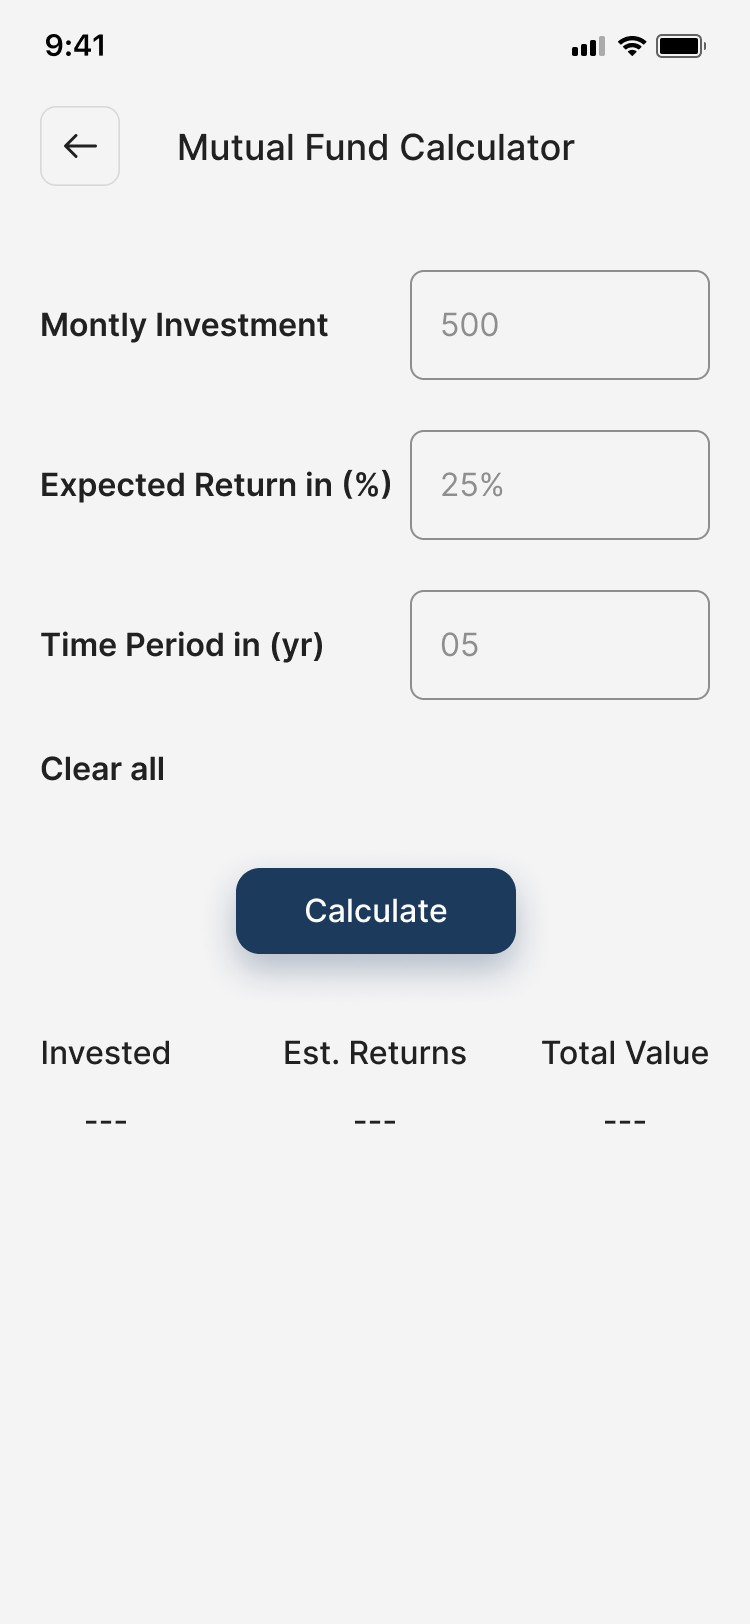 9:41
Mutual Fund Calculator
Montly Investment 500
Expected Return in (%) 25%
Time Period in (yr) 05
Clear all
Calculate
Invested Est. Returns Total Value
--- --- ---